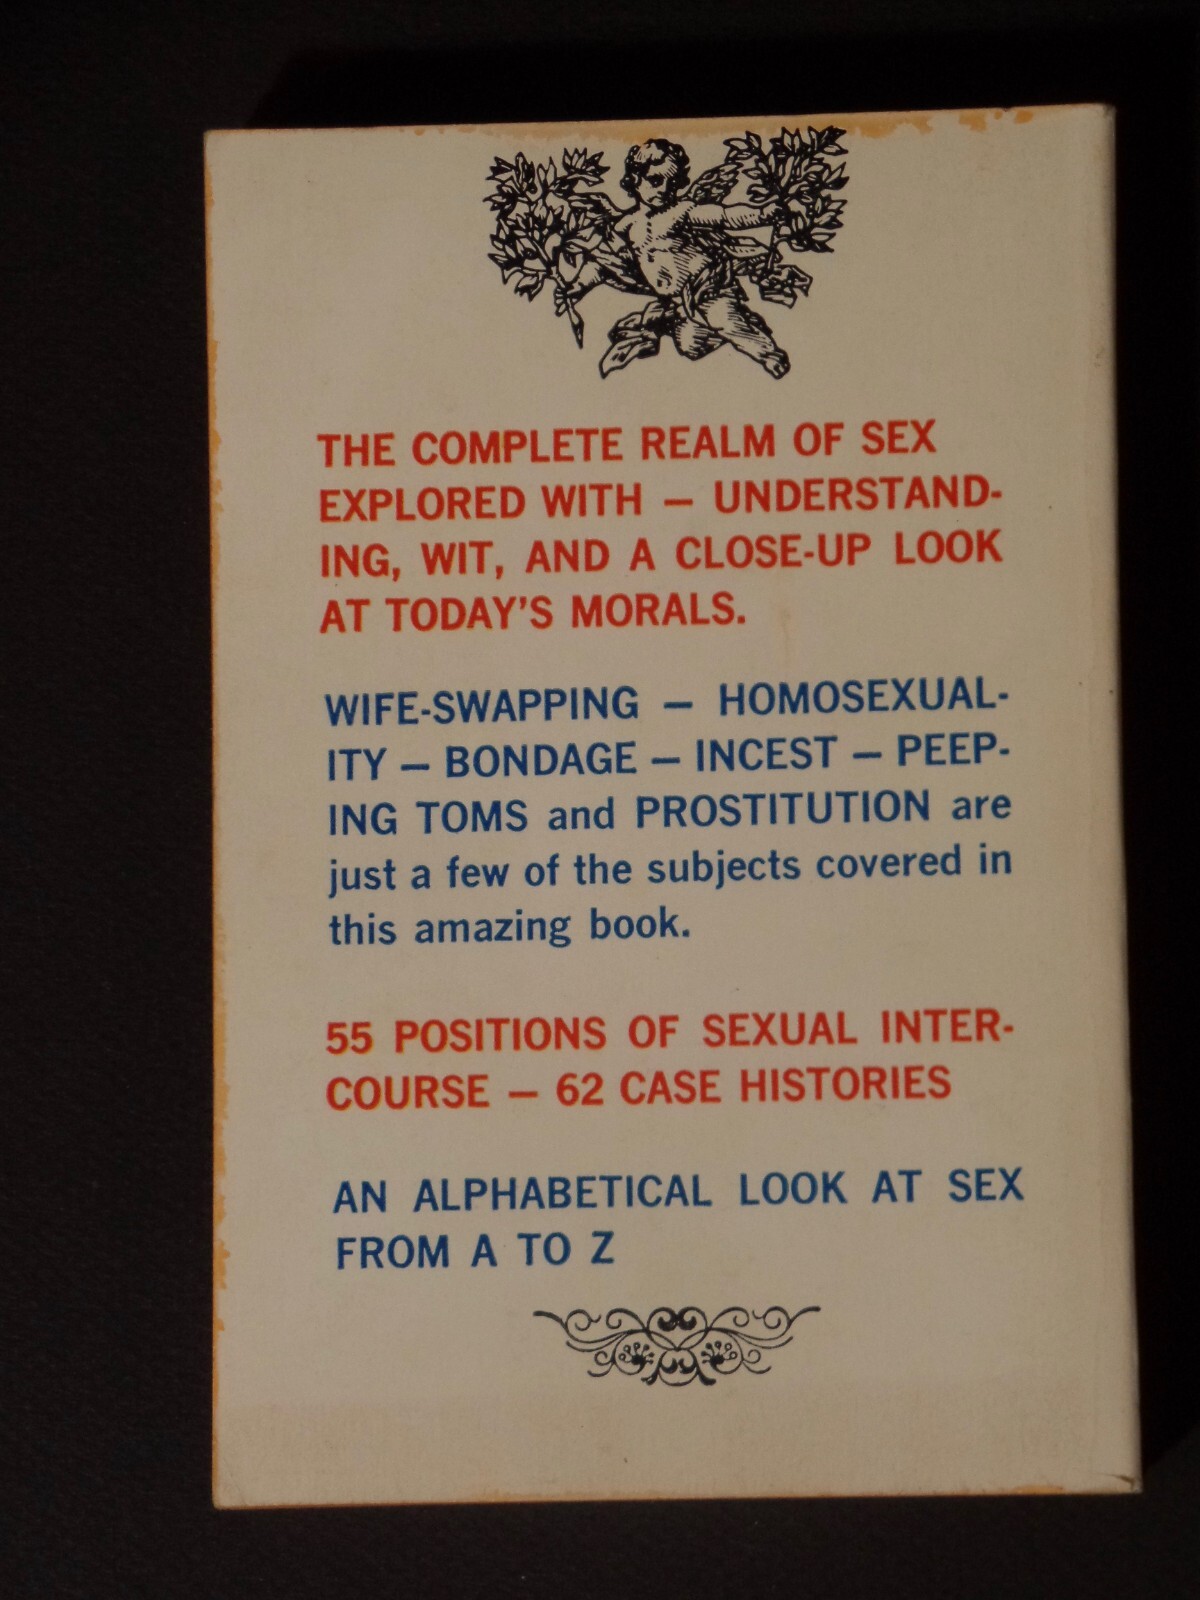 THE COMPLETE REALM OF SEX
EXPLORED WITH — UNDERSTAND-
ING, WIT, AND A CLOSE-UP LOOK
AT TODAY'S MORALS.
WIFE-SWAPPING — HOMOSEXUAL-
ITY — BONDAGE — INCEST — PEEP-
ING TOMS and PROSTITUTION are
just a few of the subjects covered in
this amazing book.
55 POSITIONS OF SEXUAL INTER-
COURSE — 62 CASE HISTORIES
AN ALPHABETICAL LOOK AT SEX
FROM A TO Z